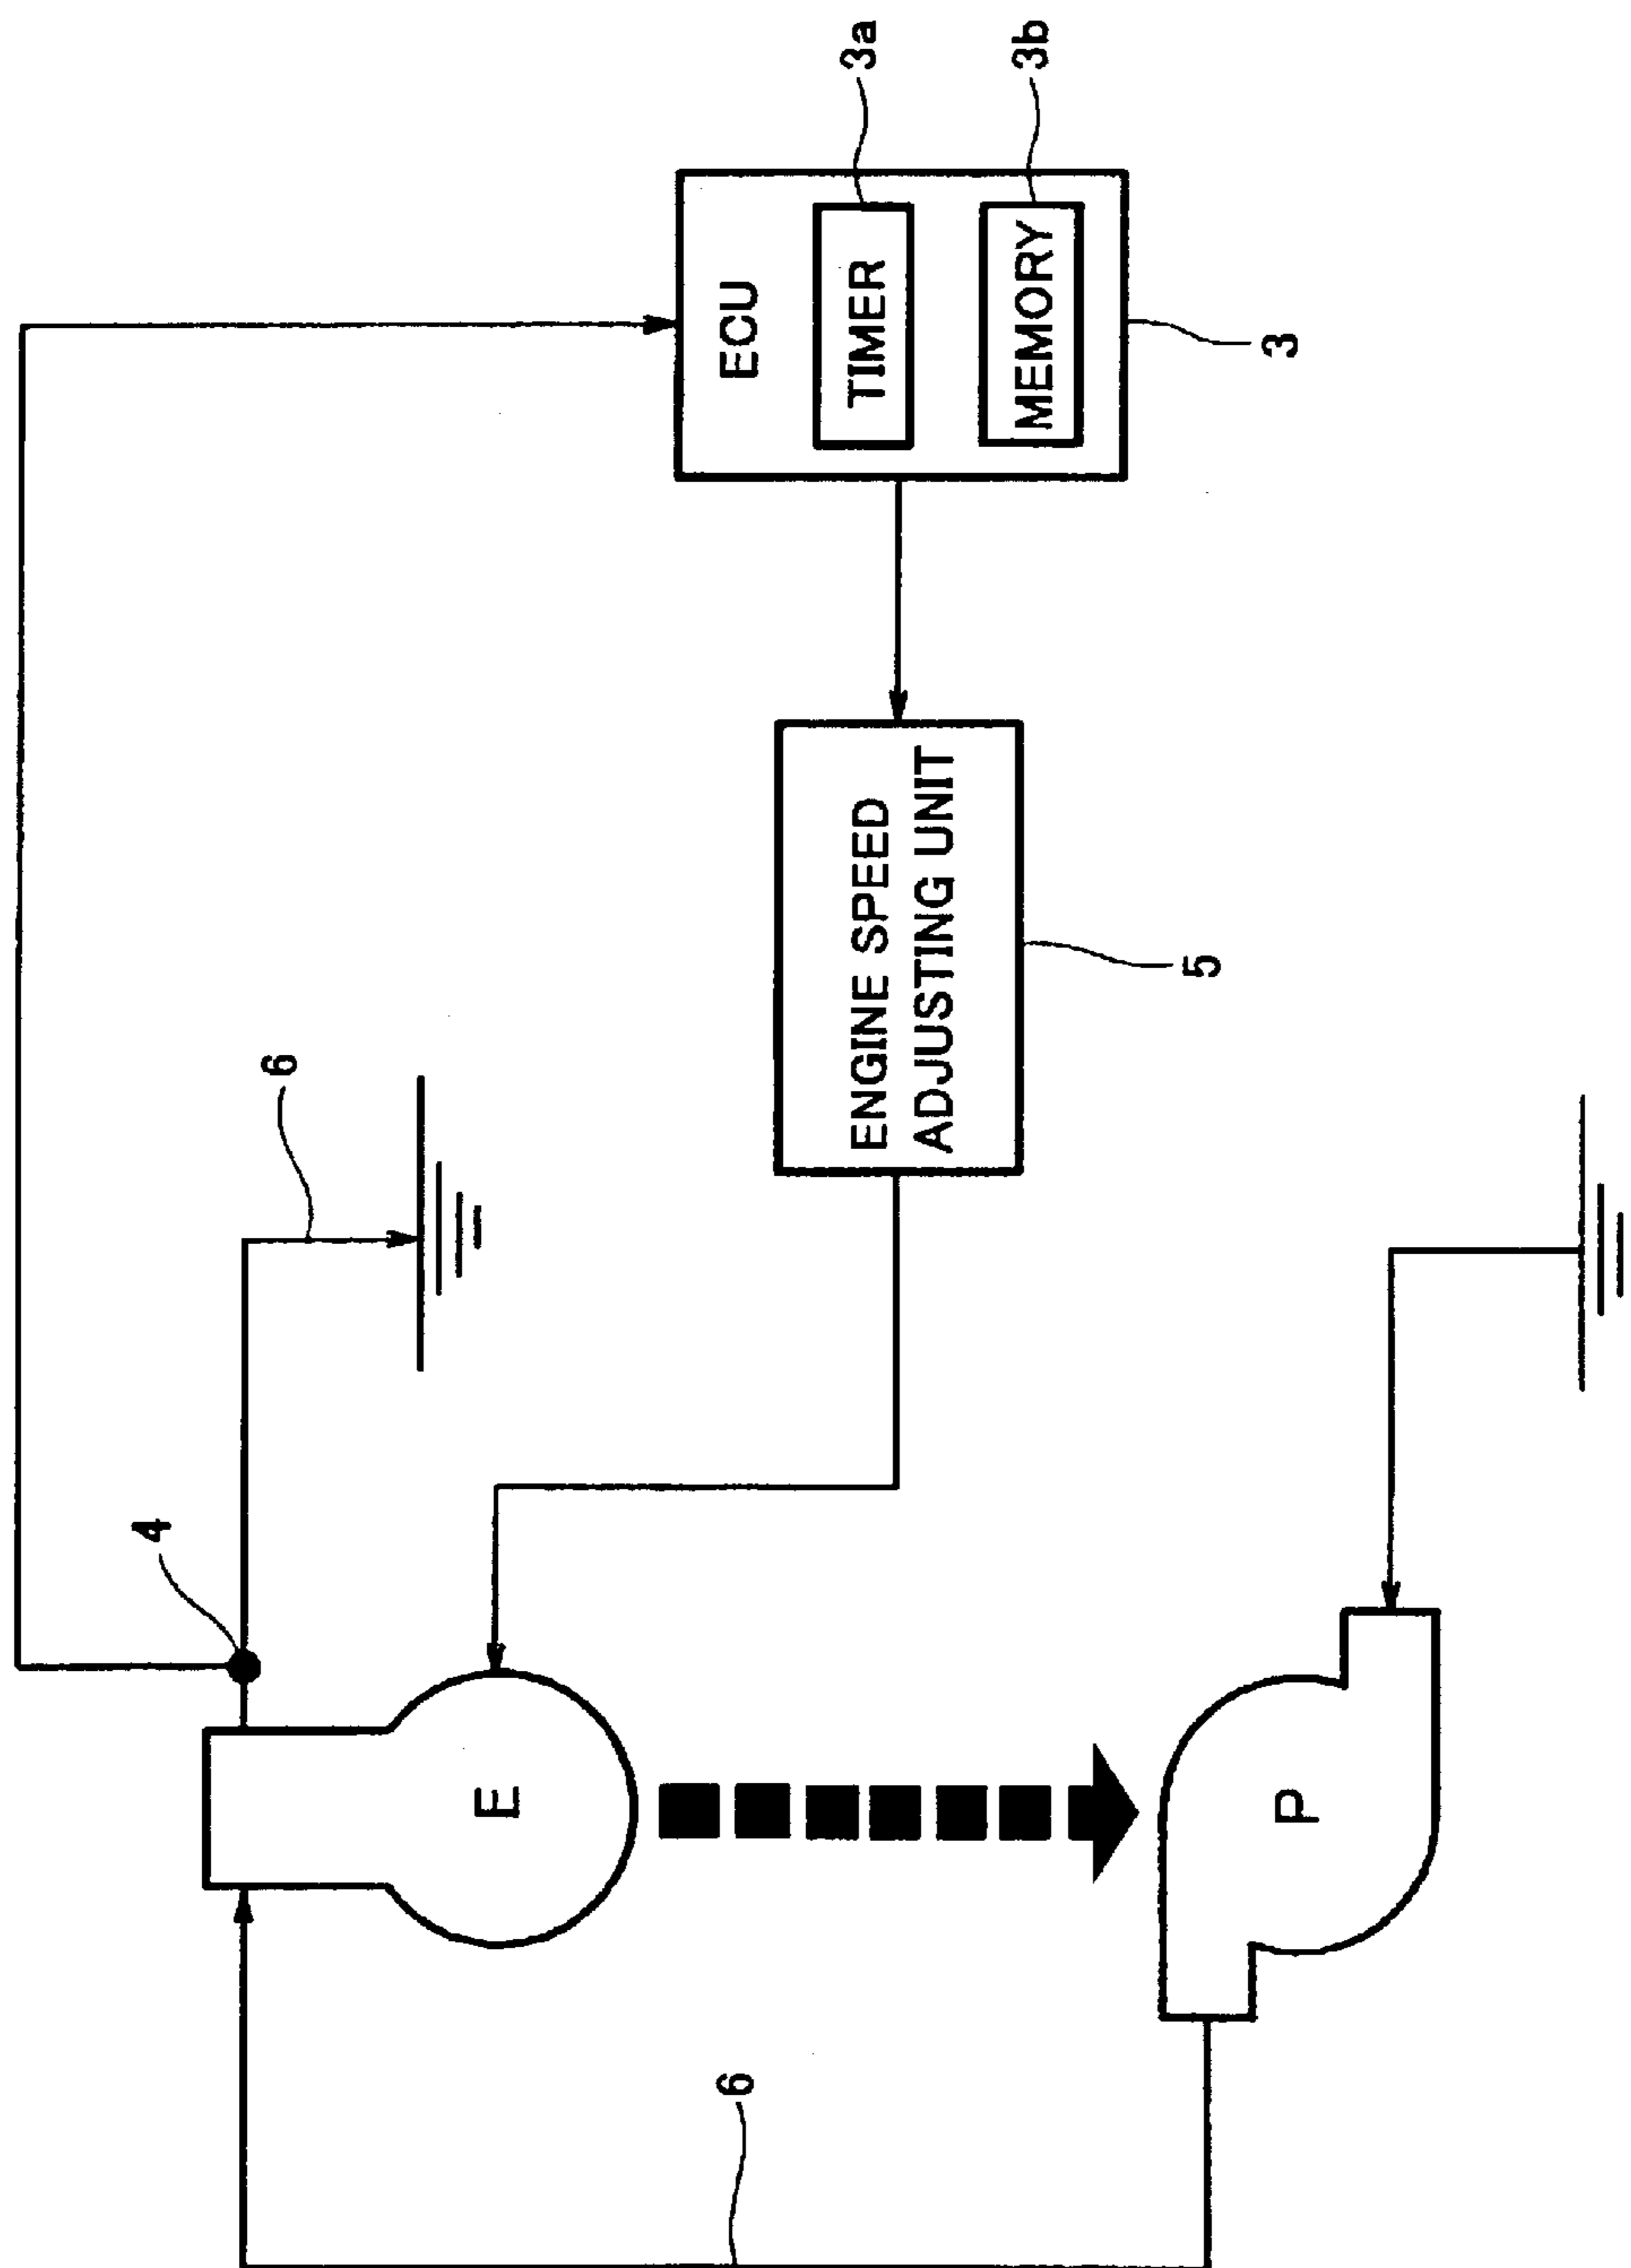 3a
3b
ECU
TIMER
MEMORY
3
ENGINE SPEED
ADJUSTING UNIT
5
6
4
E
P
6